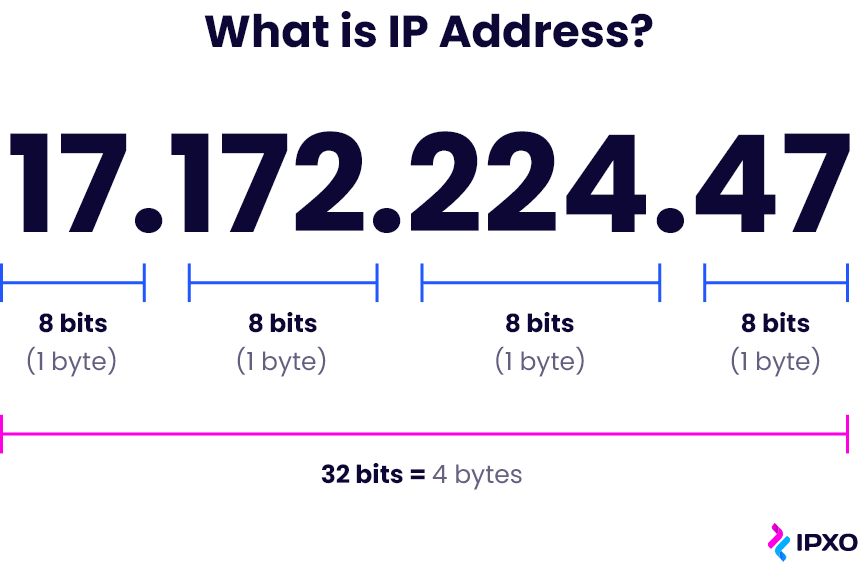 What is IP Address?
17.172.224.47
8 bits 8 bits 8 bits 8 bits
(1 byte) (1 byte) (1 byte) (1 byte)
32 bits = 4 bytes
IPXO